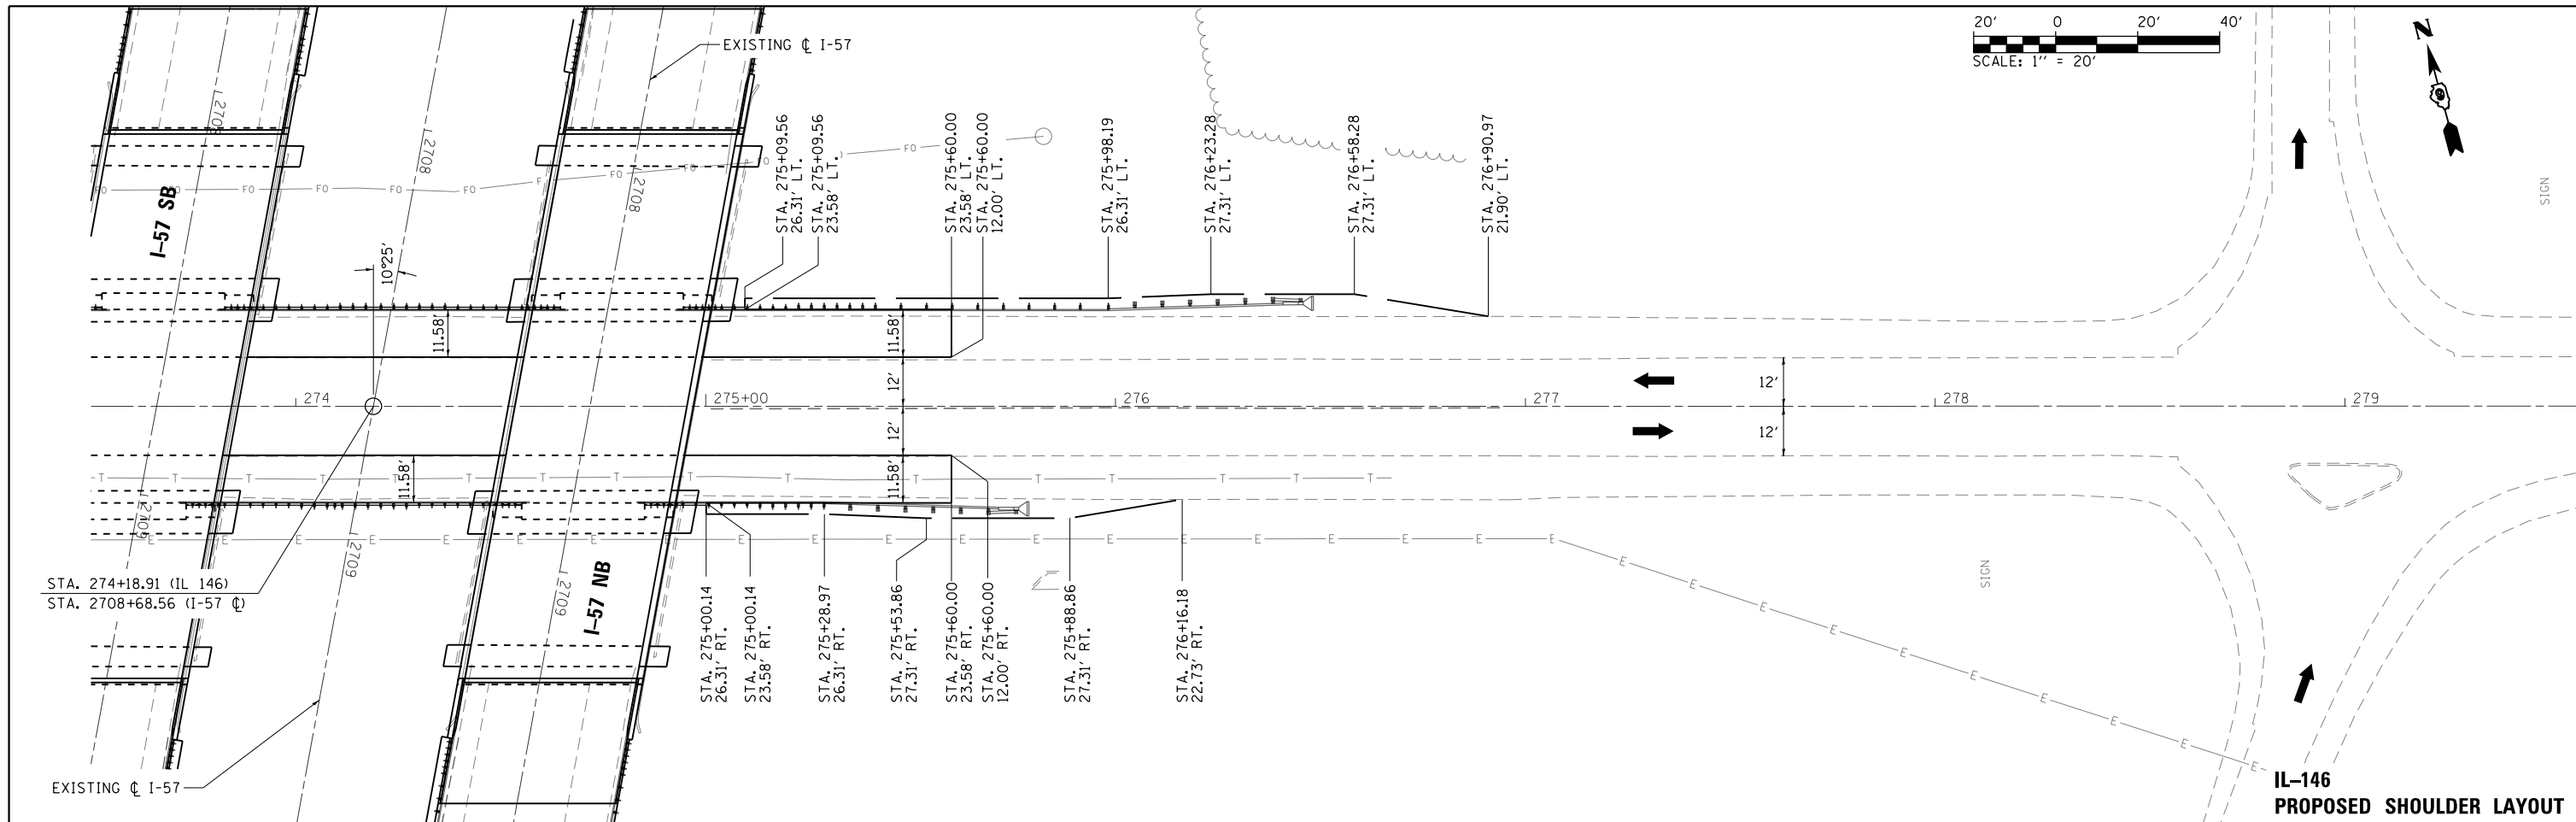 20' 0 20' 40'
SCALE: 1'' = 20'
N
EXISTING ℄ I-57
2708
2708
I-57 SB
FO FO FO FO FO FO F FO FO FO FO
10°25'
STA. 275+09.56
26.31' LT.
STA. 275+09.56
23.58' LT.
STA. 275+60.00
23.58' LT.
STA. 275+60.00
12.00' LT.
STA. 275+98.19
26.31' LT.
STA. 276+23.28
27.31' LT.
STA. 276+58.28
27.31' LT.
STA. 276+90.97
21.90' LT.
SIGN
11.58'
11.58'
12'
12'
274
275+00
276
277
278
279
12'
12'
11.58'
11.58'
T T T T T T T T T T T T T T T T T
2709
2709
2709
E E E E E E E E E E E E E E E E E E E E E E E E E E E E E E
STA. 274+18.91 (IL 146)
STA. 2708+68.56 (I-57 ℄)
I-57 NB
STA. 275+00.14
26.31' RT.
STA. 275+00.14
23.58' RT.
STA. 275+28.97
26.31' RT.
STA. 275+53.86
27.31' RT.
STA. 275+60.00
23.58' RT.
STA. 275+60.00
12.00' RT.
STA. 275+88.86
27.31' RT.
STA. 276+16.18
22.73' RT.
SIGN
EXISTING ℄ I-57
IL-146
PROPOSED SHOULDER LAYOUT